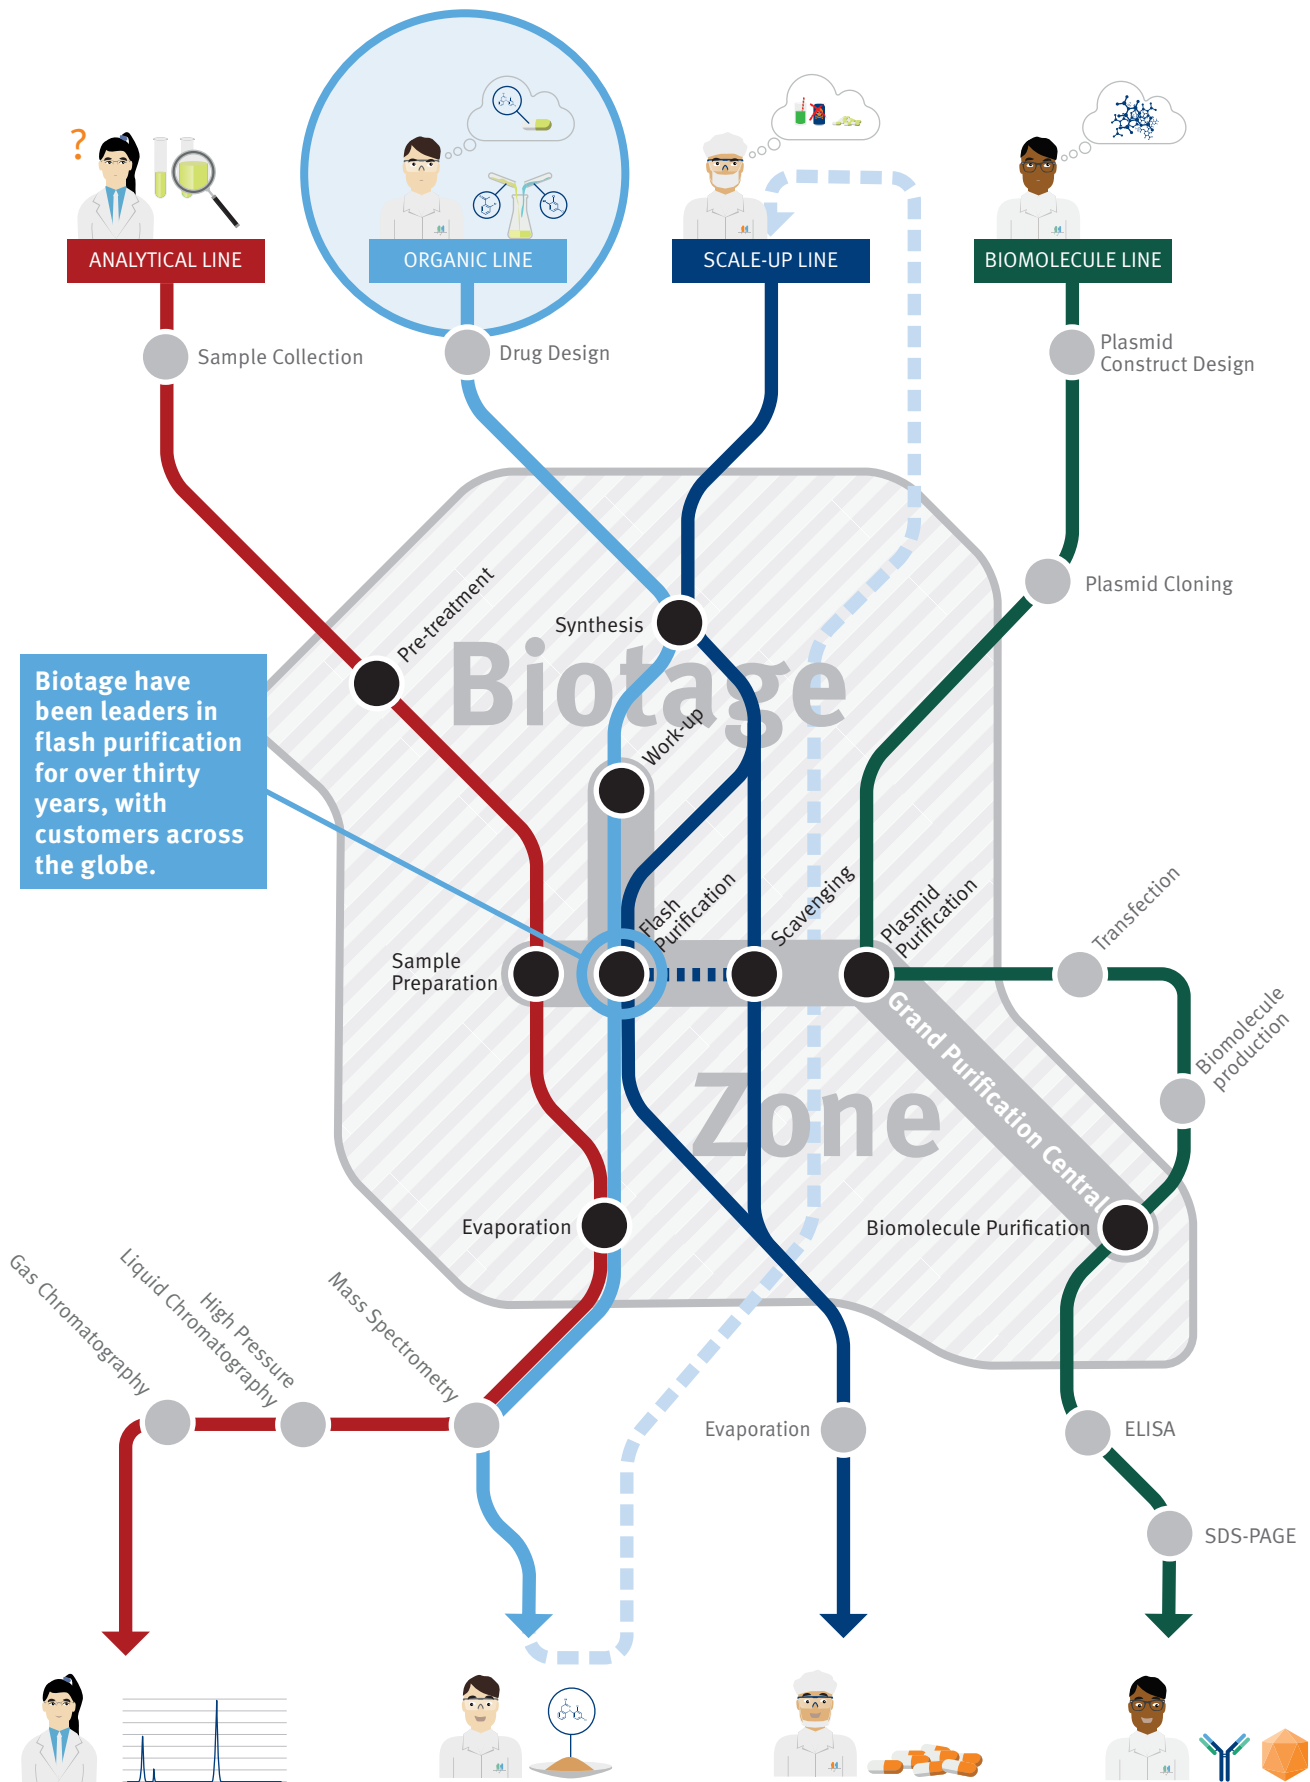 ?
ANALYTICAL LINE
ORGANIC LINE
SCALE-UP LINE
BIOMOLECULE LINE
Sample Collection
Drug Design
Plasmid
Construct Design
Plasmid Cloning
Pre-treatment
Synthesis
Biotage
Work-up
Biotage have
been leaders in
flash purification
for over thirty
years, with
customers across
the globe.
Flash
Purification
Scavenging
Plasmid
Purification
Transfection
Sample
Preparation
Grand Purification Central
Biomolecule
production
Zone
Evaporation
Biomolecule Purification
Gas Chromatography
High Pressure
Liquid Chromatography
Mass Spectrometry
Evaporation
ELISA
SDS-PAGE